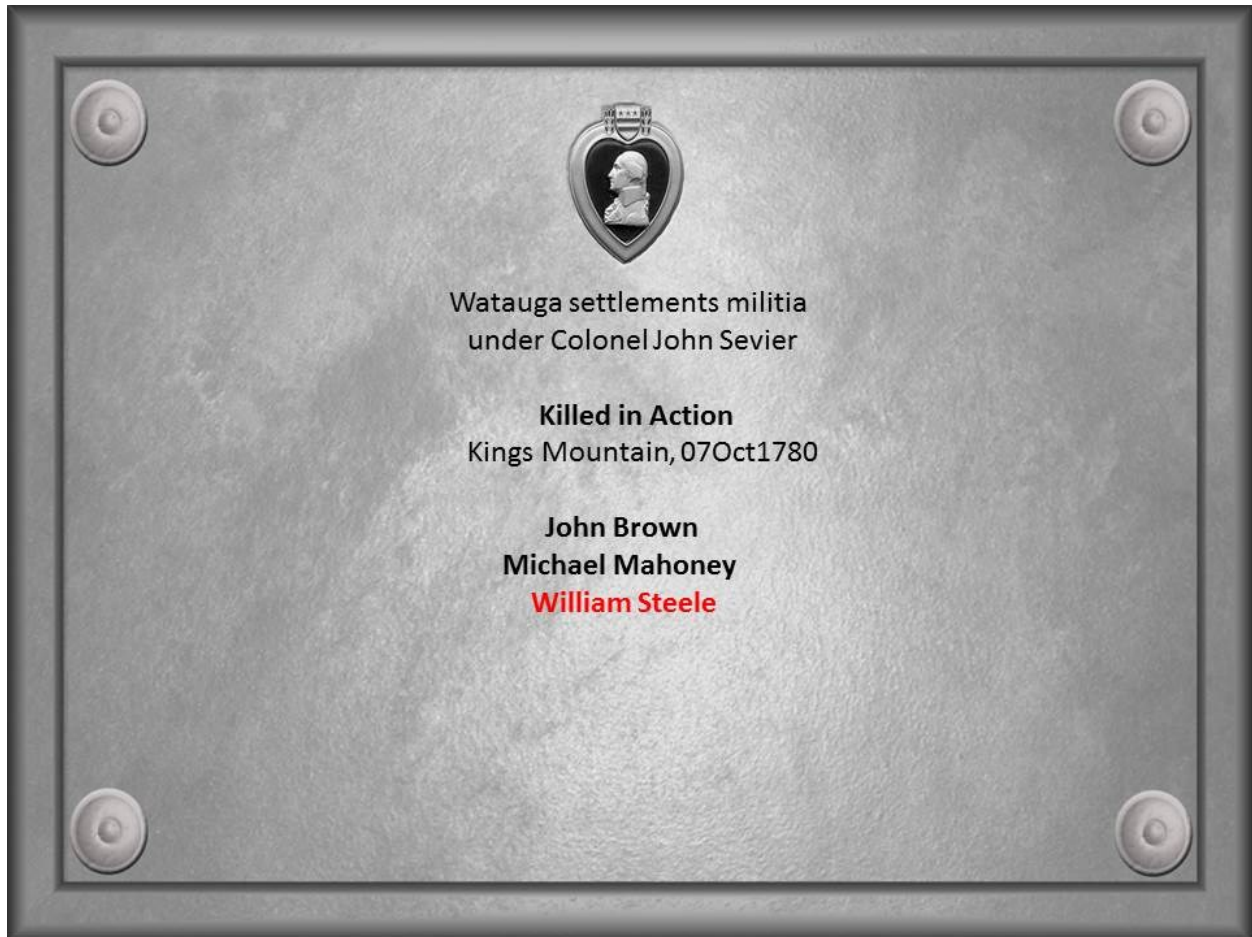 Watauga settlements militia
under Colonel John Sevier
Killed in Action
Kings Mountain, 07Oct1780
John Brown
Michael Mahoney
William Steele